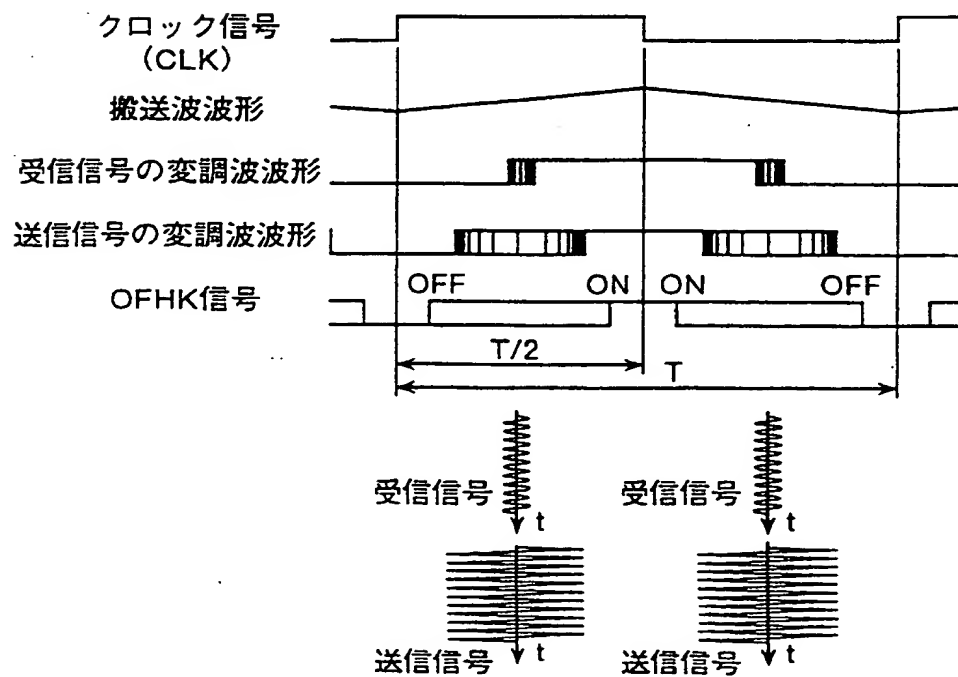 クロック信号
(CLK)
搬送波波形
受信信号の変調波波形
送信信号の変調波波形
OFHK信号
OFF
ON
ON
OFF
T/2
T
受信信号
t
受信信号
t
送信信号
t
送信信号
t